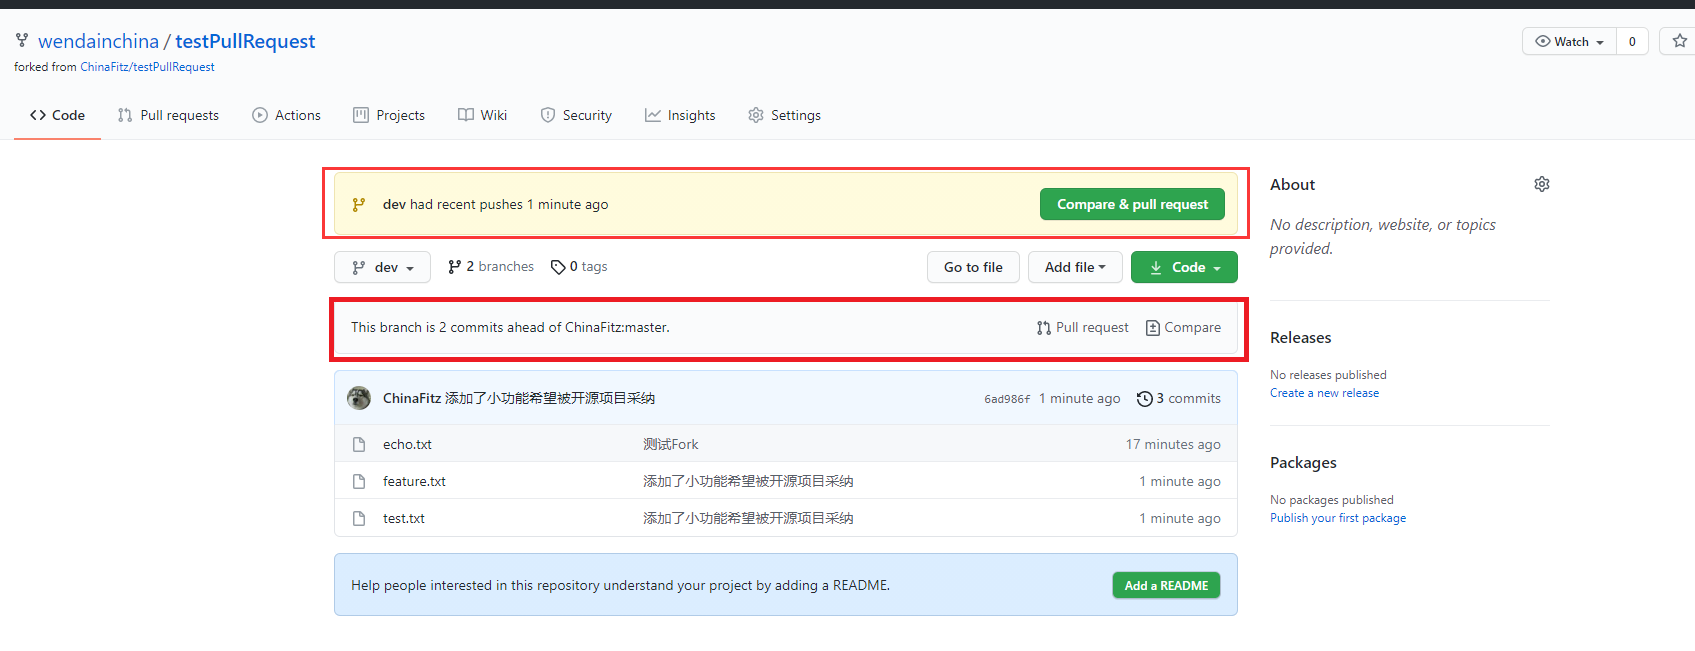 wendainchina / testPullRequest
Watch 0
forked from ChinaFitz/testPullRequest
Code Pull requests Actions Projects Wiki Security Insights Settings
dev had recent pushes 1 minute ago Compare & pull request
dev 2 branches 0 tags Go to file Add file Code
This branch is 2 commits ahead of ChinaFitz:master. Pull request Compare
ChinaFitz 添加了小功能希望被开源项目采纳 6ad986f 1 minute ago 3 commits
echo.txt 测试Fork 17 minutes ago
feature.txt 添加了小功能希望被开源项目采纳 1 minute ago
test.txt 添加了小功能希望被开源项目采纳 1 minute ago
Help people interested in this repository understand your project by adding a README. Add a README
About
No description, website, or topics
provided.
Releases
No releases published
Create a new release
Packages
No packages published
Publish your first package